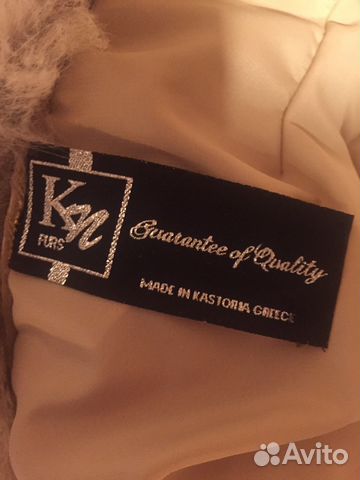 Kn
FURS
Guarantee of Quality
MADE IN KASTORIA GREECE
Avito